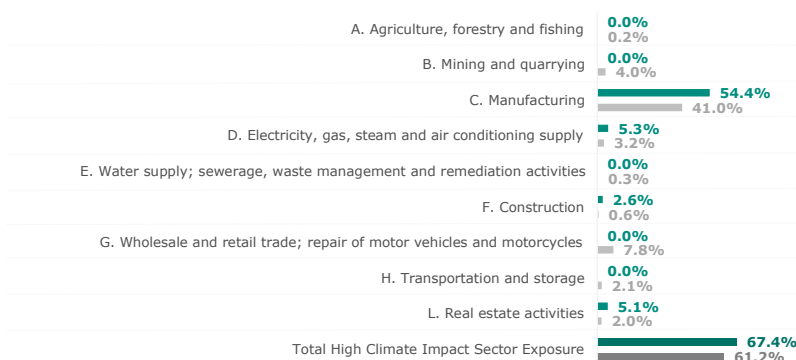 A. Agriculture, forestry and fishing 0.0%
0.2%
B. Mining and quarrying 0.0%
4.0%
C. Manufacturing 54.4%
41.0%
D. Electricity, gas, steam and air conditioning supply 5.3%
3.2%
E. Water supply; sewerage, waste management and remediation activities 0.0%
0.3%
F. Construction 2.6%
0.6%
G. Wholesale and retail trade; repair of motor vehicles and motorcycles 0.0%
7.8%
H. Transportation and storage 0.0%
2.1%
L. Real estate activities 5.1%
2.0%
Total High Climate Impact Sector Exposure 67.4%
61.2%